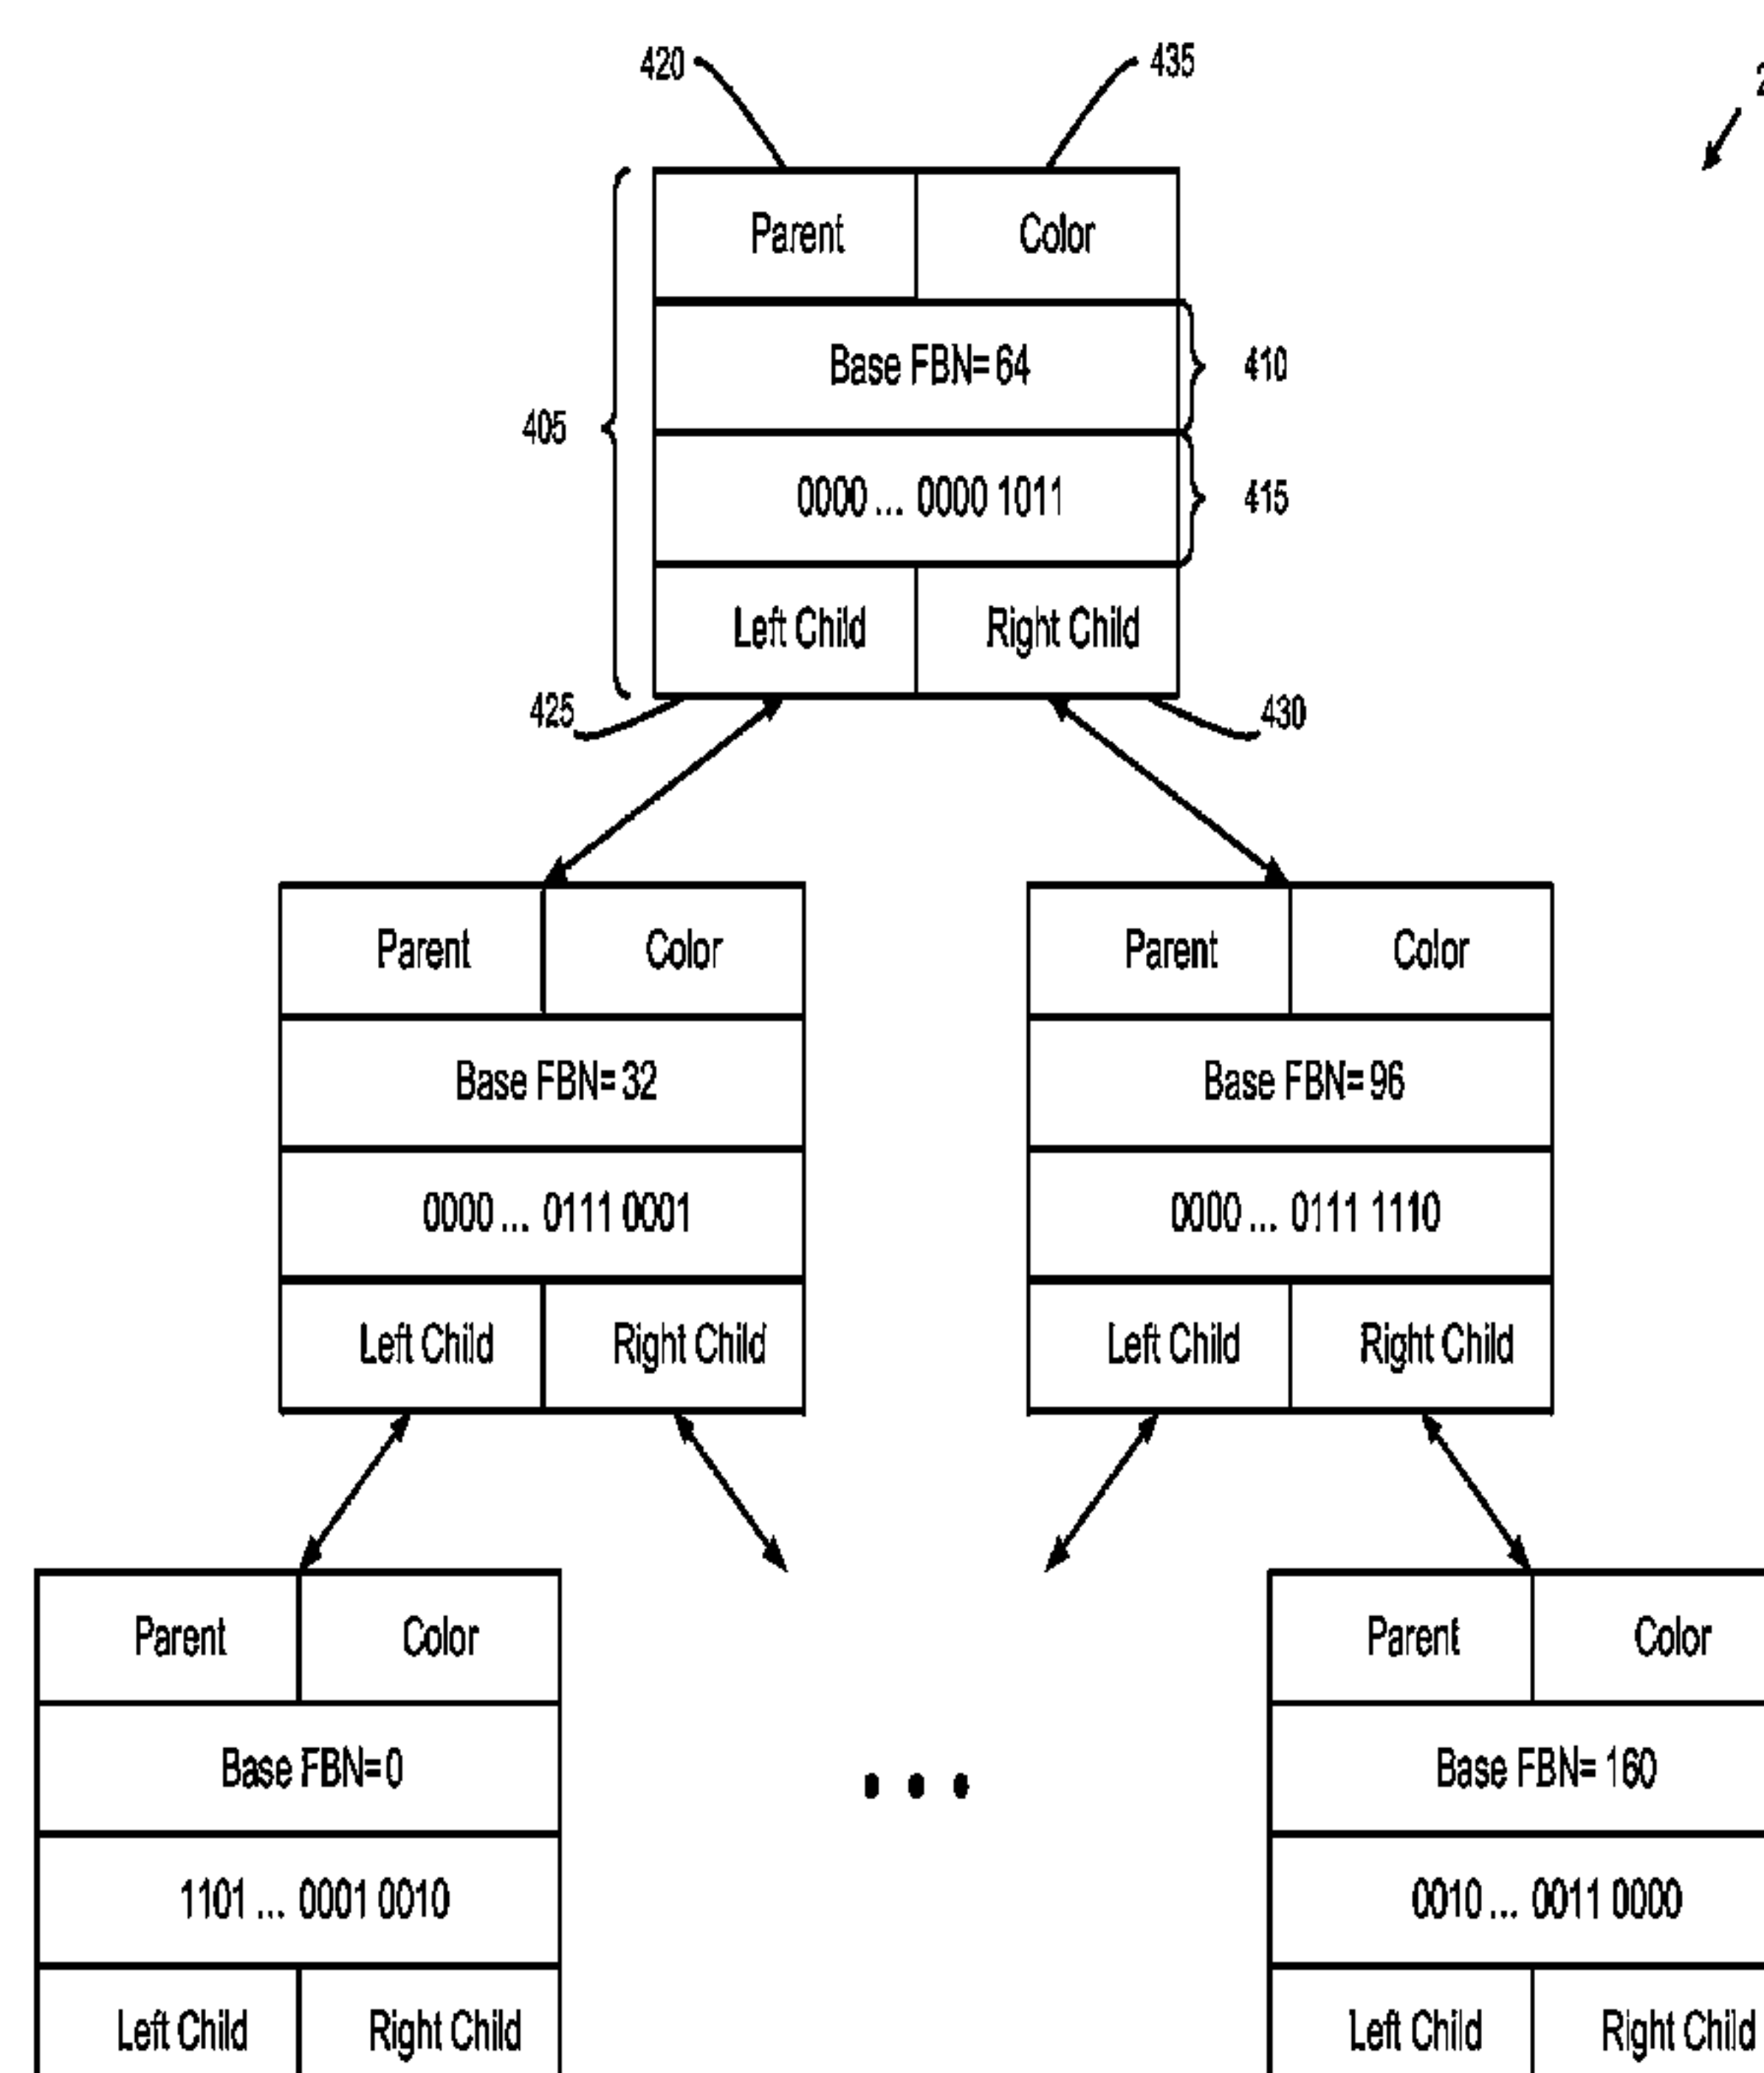 420 435
Parent Color
Base FBN= 64 410
405
0000 ... 0000 1011 415
Left Child Right Child
425 430
Parent Color Parent Color
Base FBN= 32 Base FBN= 96
0000 ... 0111 0001 0000 ... 0111 1110
Left Child Right Child Left Child Right Child
Parent Color Parent Color
Base FBN= 0 • • • Base FBN= 160
1101 ... 0001 0010 0010 ... 0011 0000
Left Child Right Child Left Child Right Child